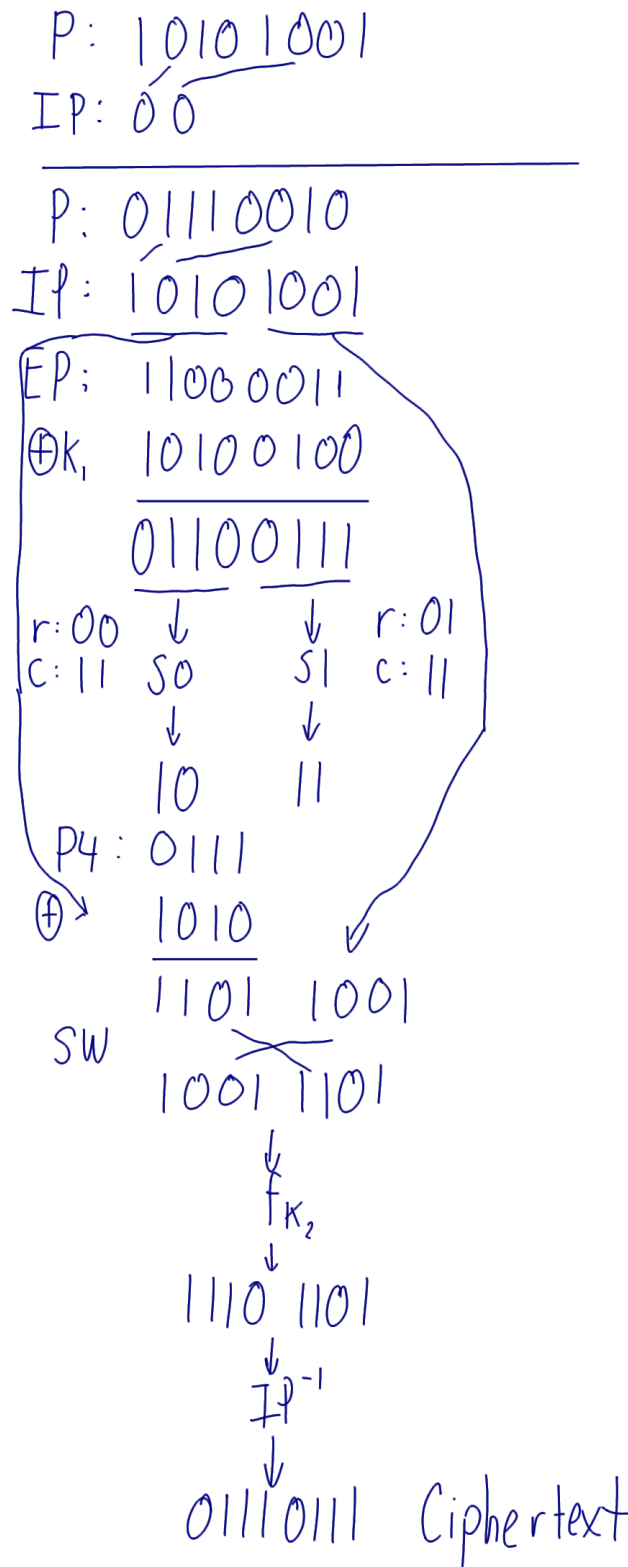 P: 10101001
IP: 00
P: 01110010
IP: 1010 1001
EP: 11000011
⊕K₁ 10100100
01100111
r:00 ↓ ↓ r:01
C:11 S0 S1 C:11
↓ ↓
10 11
P4: 0111
⊕ 1010
1101 1001
SW
1001 1101
↓
fK₂
↓
1110 1101
↓
IP⁻¹
↓
01110111 Ciphertext